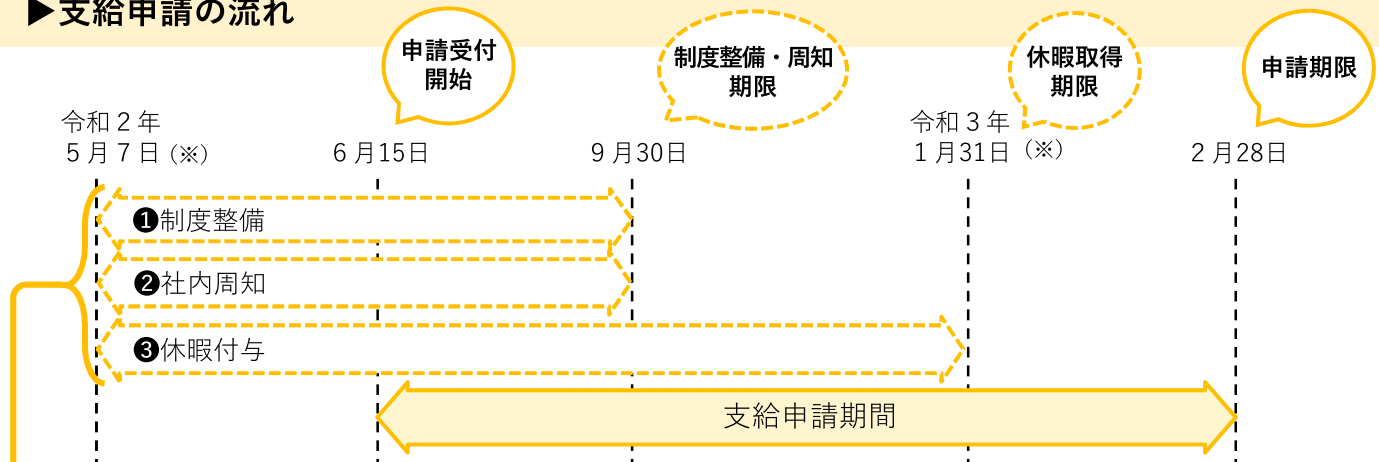 ▶支給申請の流れ
申請受付
開始
制度整備・周知
期限
休暇取得
期限
申請期限
令和2年
5月7日(※)
6月15日
9月30日
令和3年
1月31日(※)
2月28日
❶制度整備
❷社内周知
❸休暇付与
支給申請期間